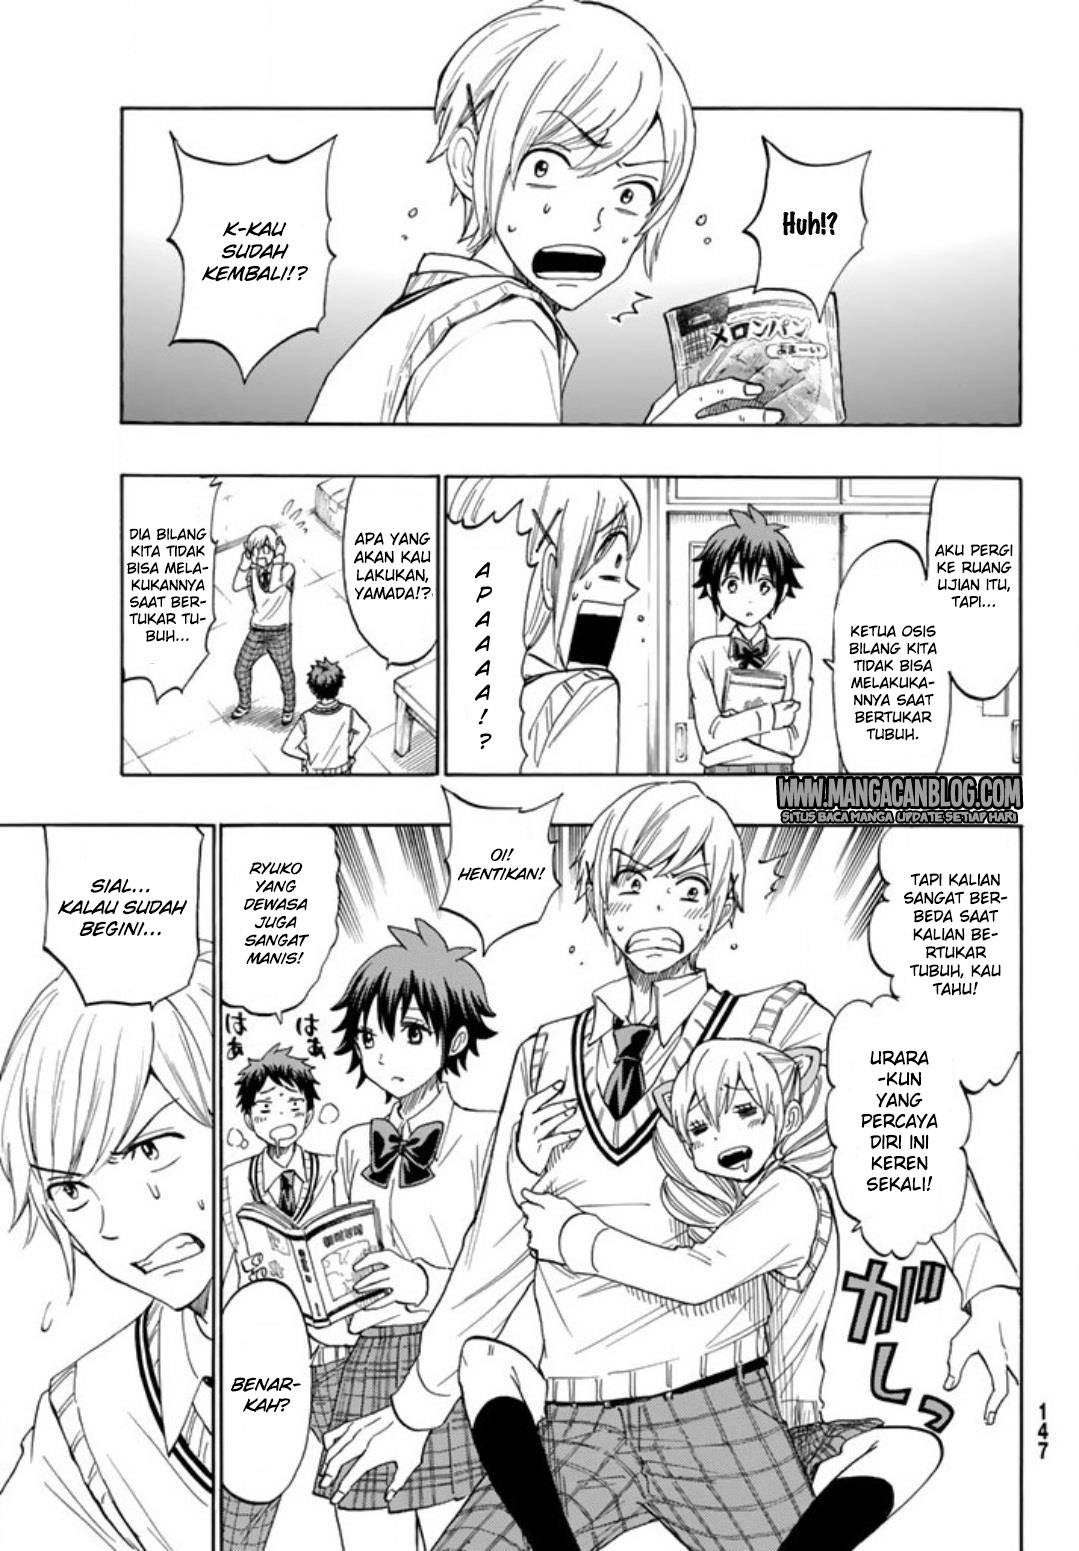 Huh!?
K-KAU
SUDAH
KEMBALI!?
メロンパン
あまーい
AKU PERGI
KE RUANG
UJIAN ITU,
TAPI...
KETUA OSIS
BILANG KITA
TIDAK BISA
MELAKUKA-
NNYA SAAT
BERTUKAR
TUBUH.
APAAAA!?
APA YANG
AKAN KAU
LAKUKAN,
YAMADA!?
DIA BILANG
KITA TIDAK
BISA MELA-
KUKANNYA
SAAT BER-
TUKAR TU-
BUH...
WWW.MANGACANBLOG.COM
SITUS BACA MANGA UPDATE SETIAP HARI
TAPI KALIAN
SANGAT BER-
BEDA SAAT
KALIAN BE-
RTUKAR
TUBUH, KAU
TAHU!
URARA
-KUN
YANG
PERCAYA
DIRI INI
KEREN
SEKALI!
ガしっ
OI!
HENTIKAN!
RYUKO
YANG
DEWASA
JUGA
SANGAT
MANIS!
はぁ
はぁ
BENAR-
KAH?
SIAL...
KALAU SUDAH
BEGINI...
147